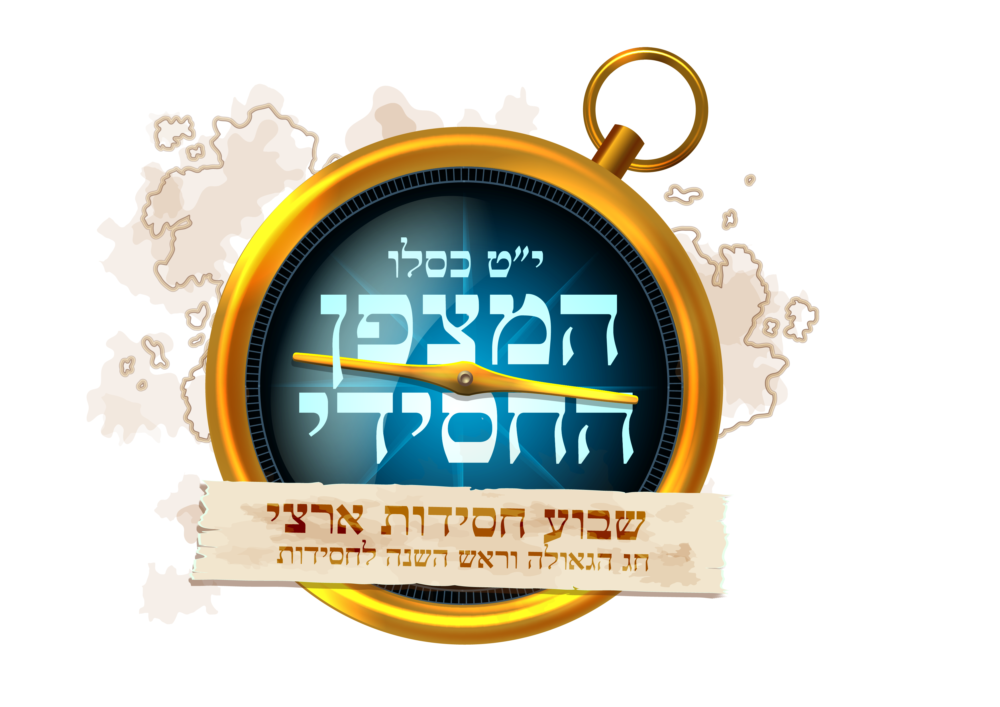 י״ט כסלו
המצפן
החסידי
שבוע חסידות ארצי
חג הגאולה וראש השנה לחסידות